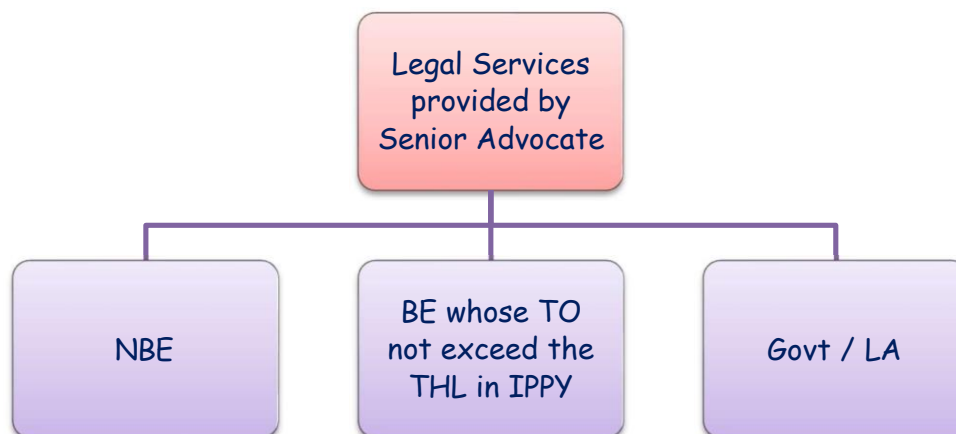 Legal Services
provided by
Senior Advocate
NBE
BE whose TO
not exceed the
THL in IPPY
Govt / LA